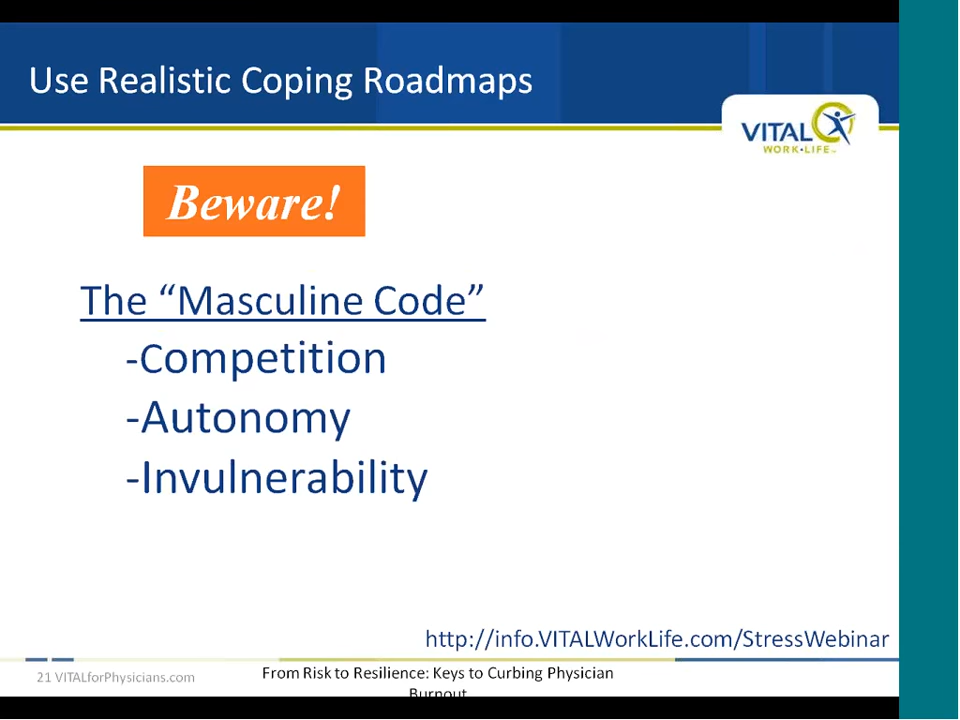 Use Realistic Coping Roadmaps
VITAL
WORK•LIFE™
Beware!
The “Masculine Code”
-Competition
-Autonomy
-Invulnerability
http://info.VITALWorkLife.com/StressWebinar
21 VITALforPhysicians.com
From Risk to Resilience: Keys to Curbing Physician
Burnout